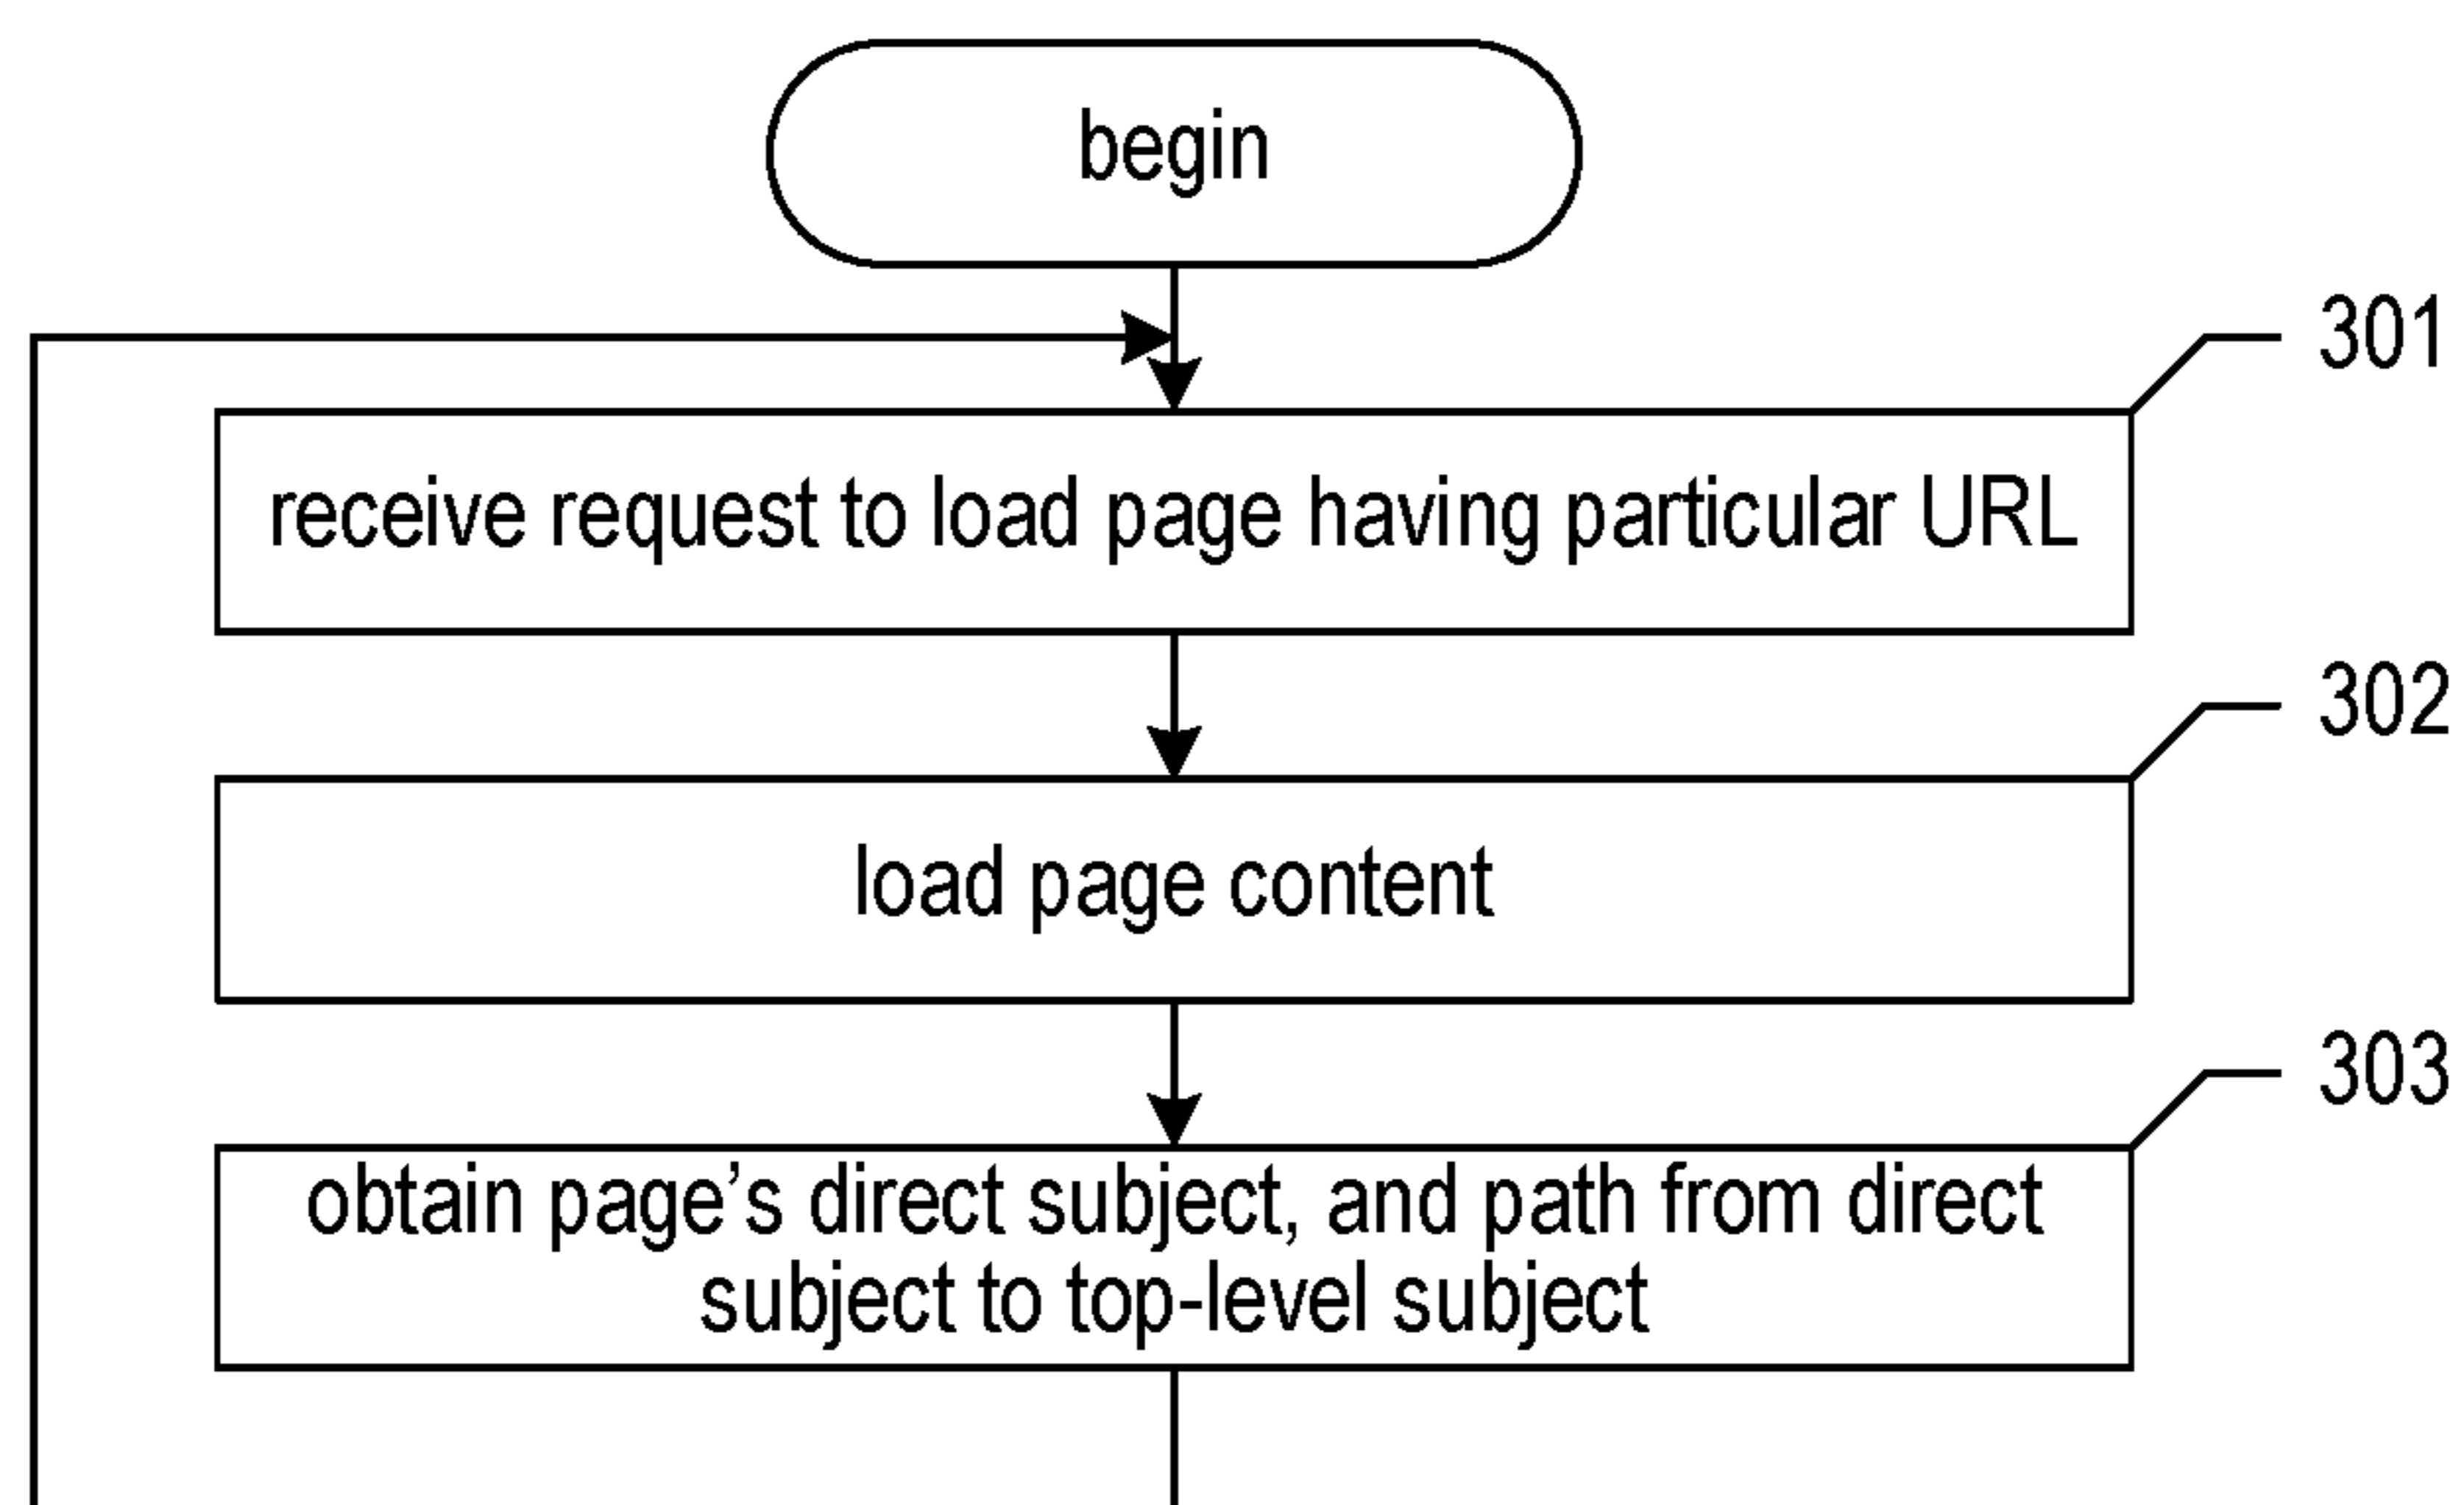 begin
301
receive request to load page having particular URL
302
load page content
303
obtain page’s direct subject, and path from direct
subject to top-level subject